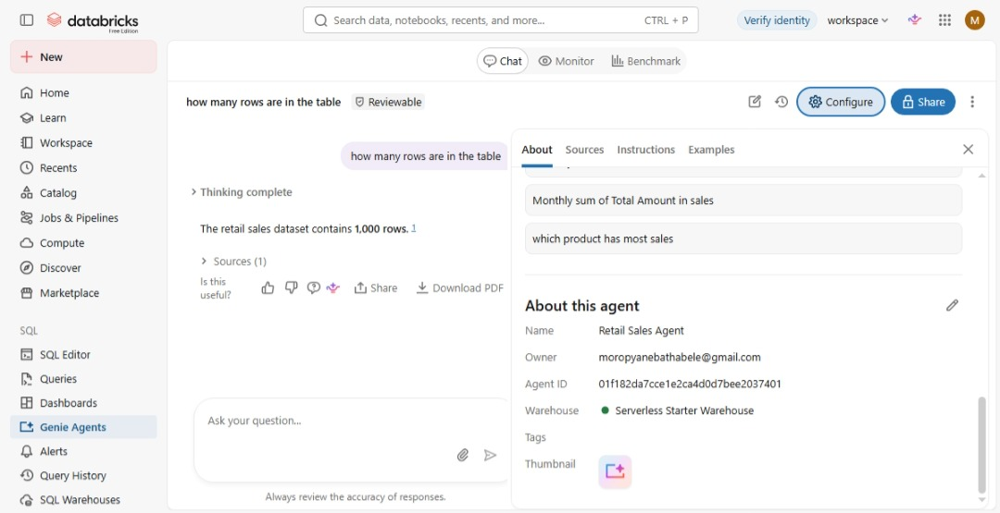 databricks
Free Edition
Search data, notebooks, recents, and more...
CTRL + P
Verify identity
workspace
M
New
Home
Learn
Workspace
Recents
Catalog
Jobs & Pipelines
Compute
Discover
Marketplace
SQL
SQL Editor
Queries
Dashboards
Genie Agents
Alerts
Query History
SQL Warehouses
Chat
Monitor
Benchmark
how many rows are in the table
Reviewable
Configure
Share
how many rows are in the table
Thinking complete
The retail sales dataset contains 1,000 rows. 1
Sources (1)
Is this
useful?
Share
Download PDF
Ask your question...
Always review the accuracy of responses.
About
Sources
Instructions
Examples
Monthly sum of Total Amount in sales
which product has most sales
About this agent
Name
Retail Sales Agent
Owner
moropyanebathabele@gmail.com
Agent ID
01f182da7cce1e2ca4d0d7bee2037401
Warehouse
Serverless Starter Warehouse
Tags
Thumbnail